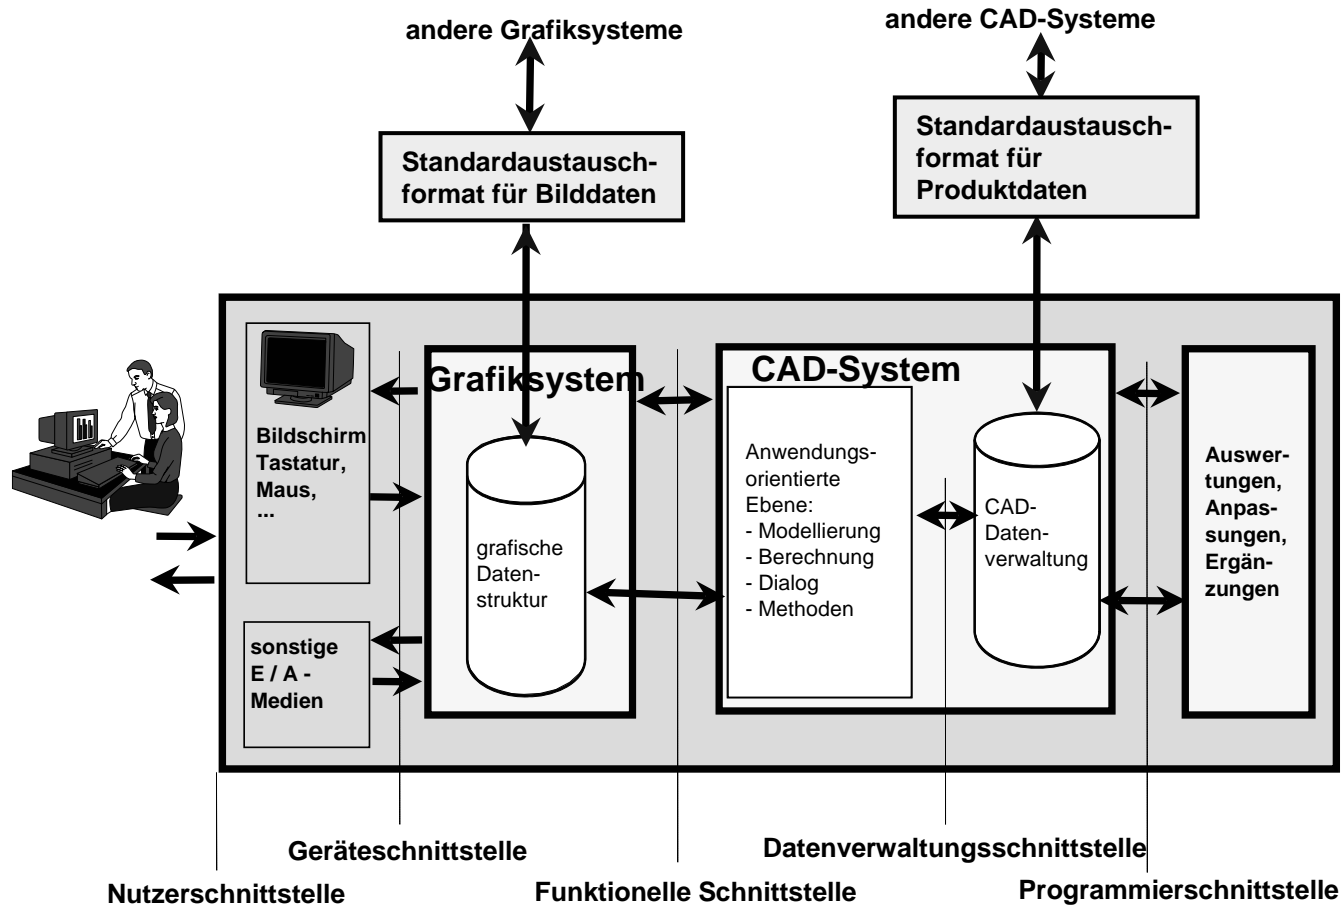 andere Grafiksysteme
andere CAD-Systeme
Standardaustausch-
format für Bilddaten
Standardaustausch-
format für
Produktdaten
Grafiksystem
CAD-System
Bildschirm
Tastatur,
Maus,
...
sonstige
E / A -
Medien
grafische
Daten-
struktur
Anwendungs-
orientierte
Ebene:
- Modellierung
- Berechnung
- Dialog
- Methoden
CAD-
Daten-
verwaltung
Auswer-
tungen,
Anpas-
sungen,
Ergän-
zungen
Geräteschnittstelle
Datenverwaltungsschnittstelle
Nutzerschnittstelle
Funktionelle Schnittstelle
Programmierschnittstelle